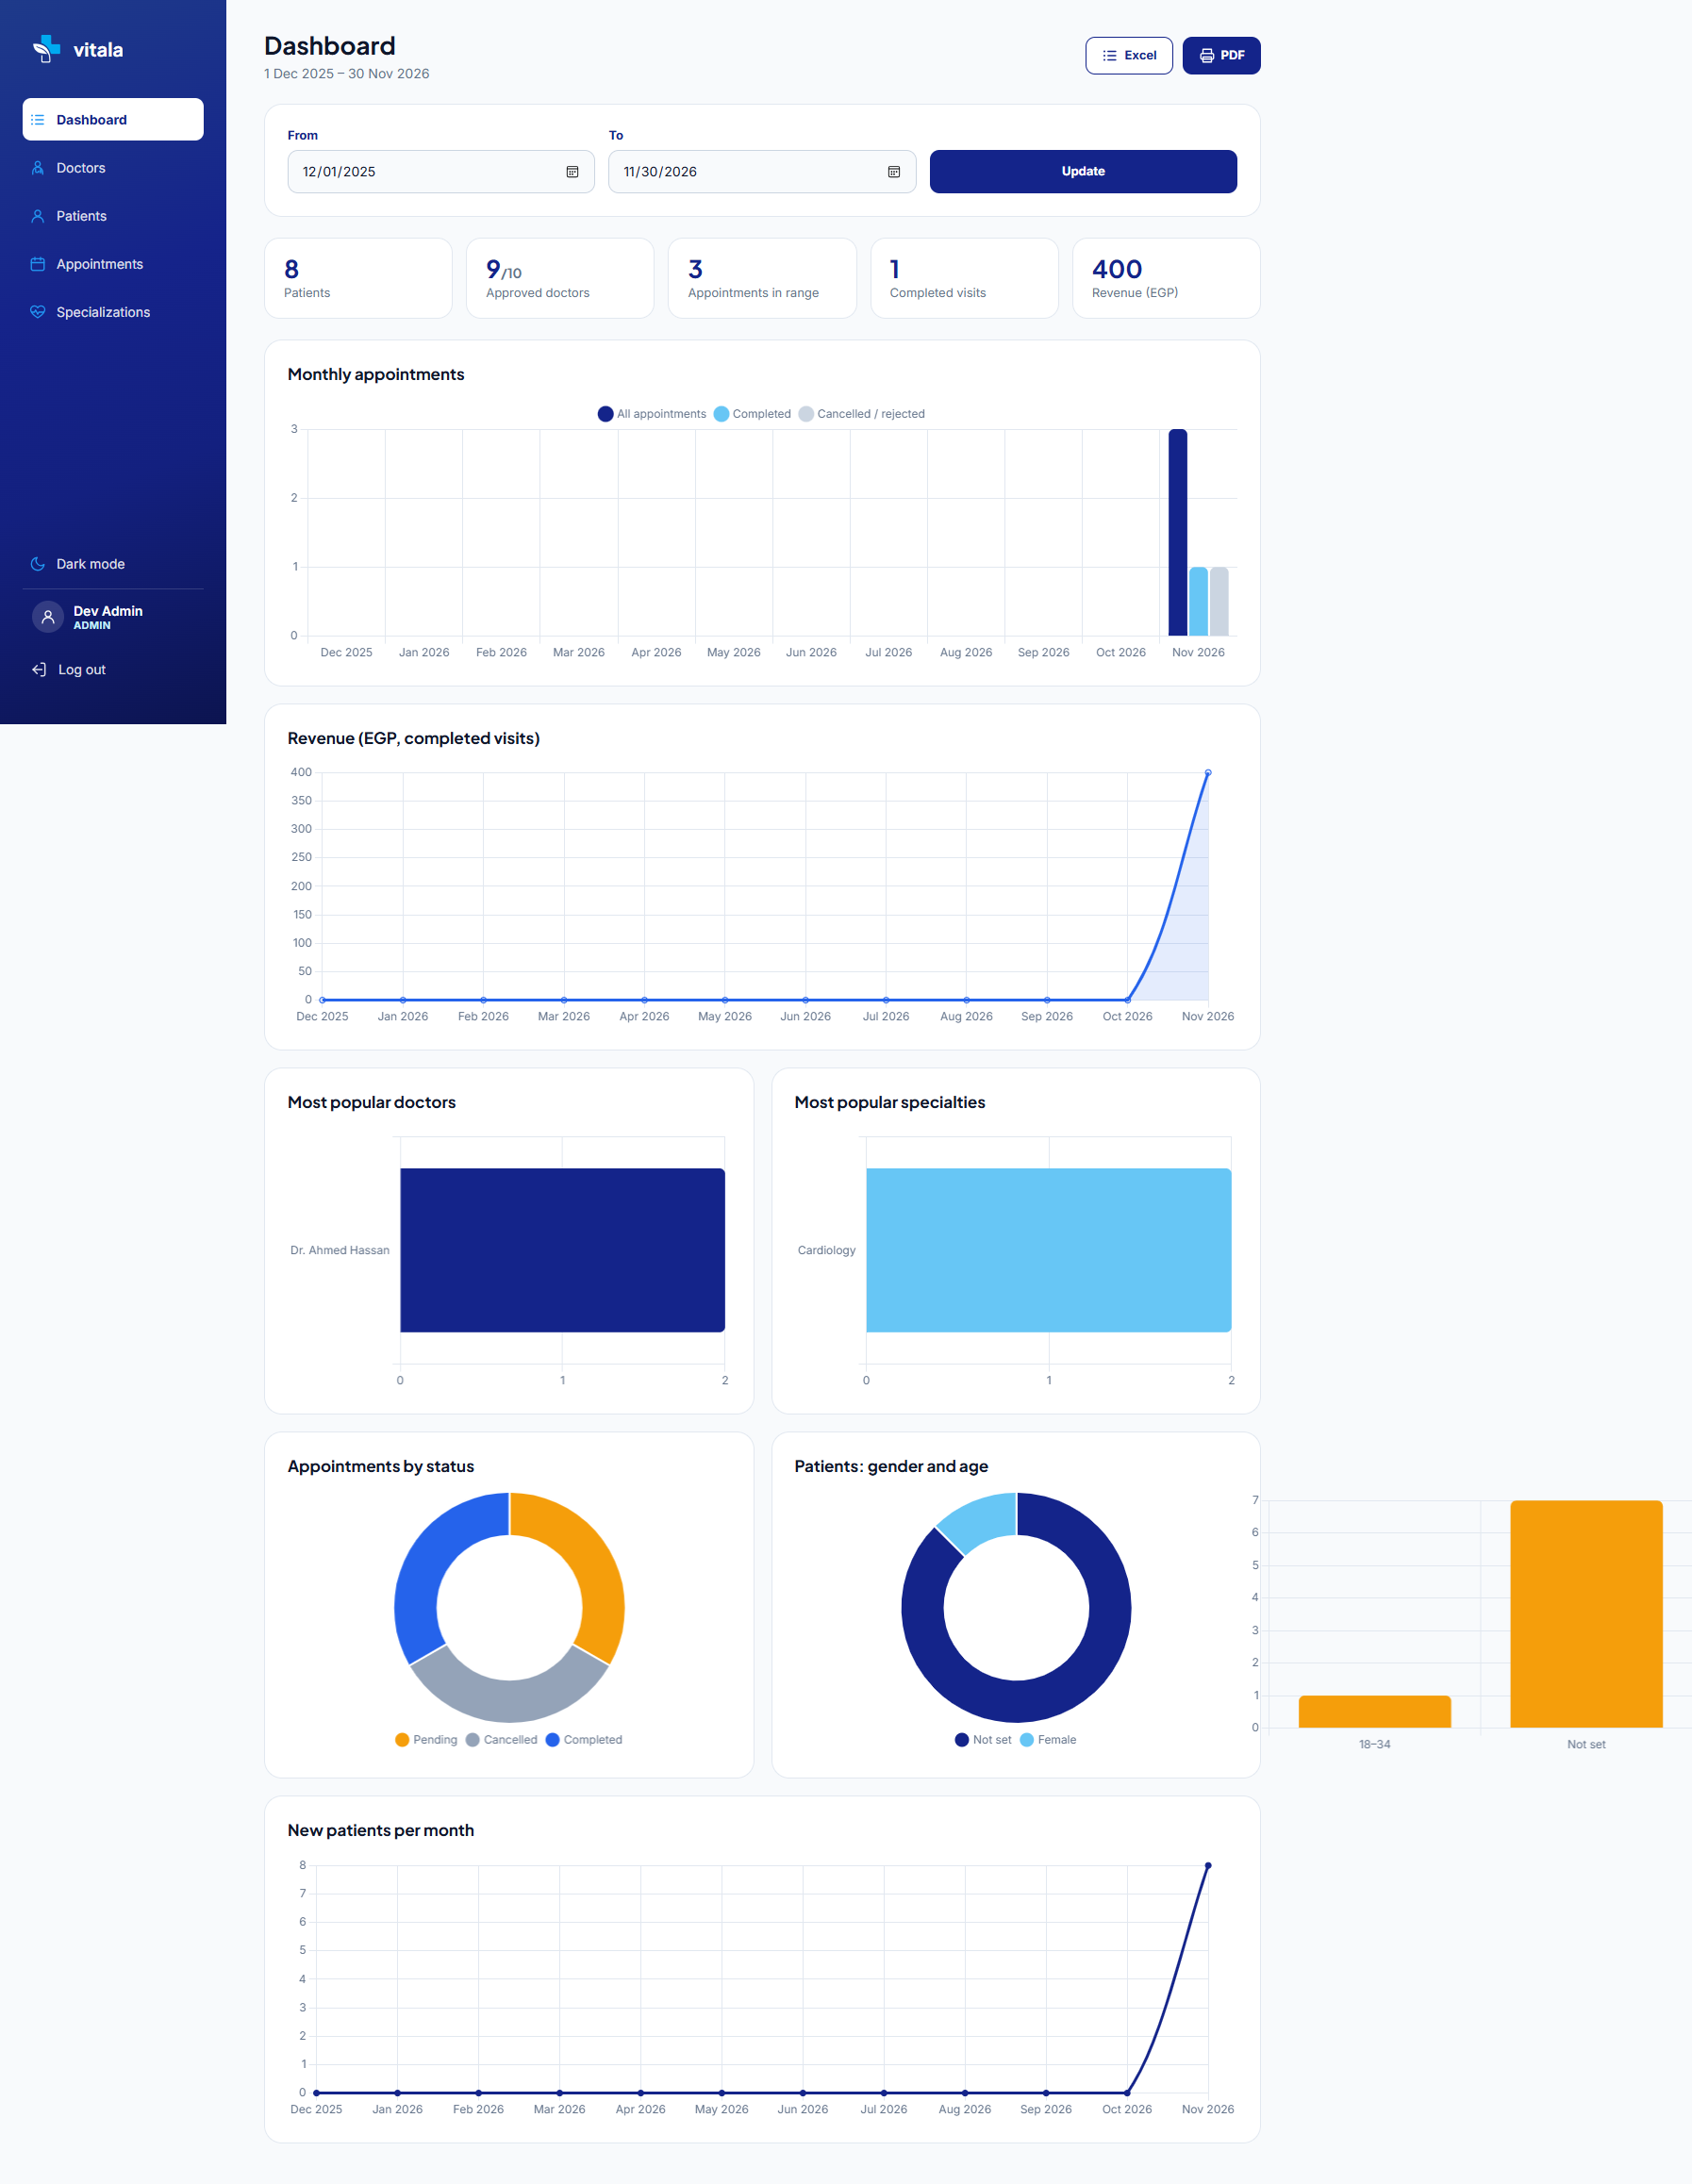 vitala
Dashboard
Doctors
Patients
Appointments
Specializations
Dark mode
Dev Admin
ADMIN
Log out
Dashboard
1 Dec 2025 – 30 Nov 2026
Excel
PDF
From
To
12/01/2025
11/30/2026
Update
8
Patients
9/10
Approved doctors
3
Appointments in range
1
Completed visits
400
Revenue (EGP)
Monthly appointments
All appointments Completed Cancelled / rejected
3
2
1
0
Dec 2025 Jan 2026 Feb 2026 Mar 2026 Apr 2026 May 2026 Jun 2026 Jul 2026 Aug 2026 Sep 2026 Oct 2026 Nov 2026
Revenue (EGP, completed visits)
400
350
300
250
200
150
100
50
0
Dec 2025 Jan 2026 Feb 2026 Mar 2026 Apr 2026 May 2026 Jun 2026 Jul 2026 Aug 2026 Sep 2026 Oct 2026 Nov 2026
Most popular doctors
Dr. Ahmed Hassan
0 1 2
Most popular specialties
Cardiology
0 1 2
Appointments by status
Pending Cancelled Completed
Patients: gender and age
Not set Female
7
6
5
4
3
2
1
0
18–34 Not set
New patients per month
8
7
6
5
4
3
2
1
0
Dec 2025 Jan 2026 Feb 2026 Mar 2026 Apr 2026 May 2026 Jun 2026 Jul 2026 Aug 2026 Sep 2026 Oct 2026 Nov 2026